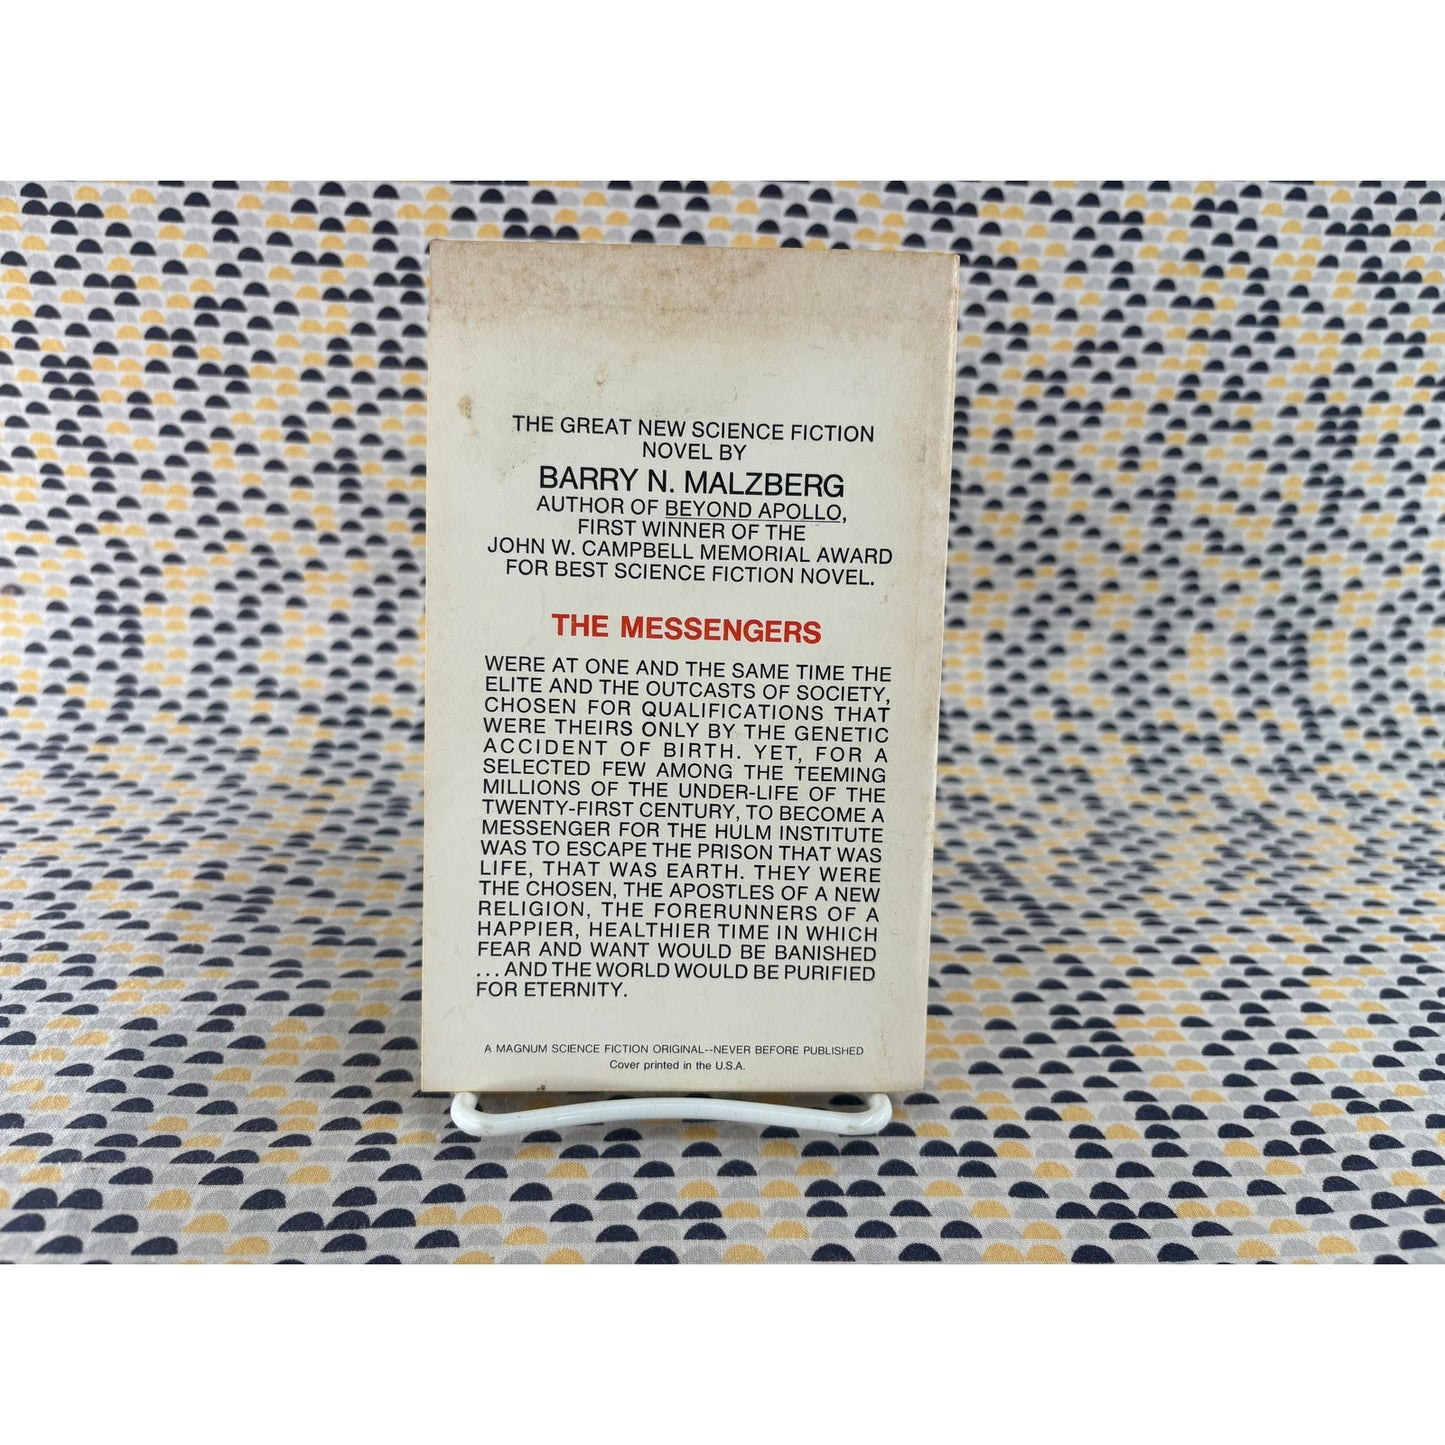 THE GREAT NEW SCIENCE FICTION
NOVEL BY
BARRY N. MALZBERG
AUTHOR OF BEYOND APOLLO,
FIRST WINNER OF THE
JOHN W. CAMPBELL MEMORIAL AWARD
FOR BEST SCIENCE FICTION NOVEL.
THE MESSENGERS
WERE AT ONE AND THE SAME TIME THE
ELITE AND THE OUTCASTS OF SOCIETY,
CHOSEN FOR QUALIFICATIONS THAT
WERE THEIRS ONLY BY THE GENETIC
ACCIDENT OF BIRTH. YET, FOR A
SELECTED FEW AMONG THE TEEMING
MILLIONS OF THE UNDER-LIFE OF THE
TWENTY-FIRST CENTURY, TO BECOME A
MESSENGER FOR THE HULM INSTITUTE
WAS TO ESCAPE THE PRISON THAT WAS
LIFE, THAT WAS EARTH. THEY WERE
THE CHOSEN, THE APOSTLES OF A NEW
RELIGION, THE FORERUNNERS OF A
HAPPIER, HEALTHIER TIME IN WHICH
FEAR AND WANT WOULD BE BANISHED
... AND THE WORLD WOULD BE PURIFIED
FOR ETERNITY.
A MAGNUM SCIENCE FICTION ORIGINAL--NEVER BEFORE PUBLISHED
Cover printed in the U.S.A.